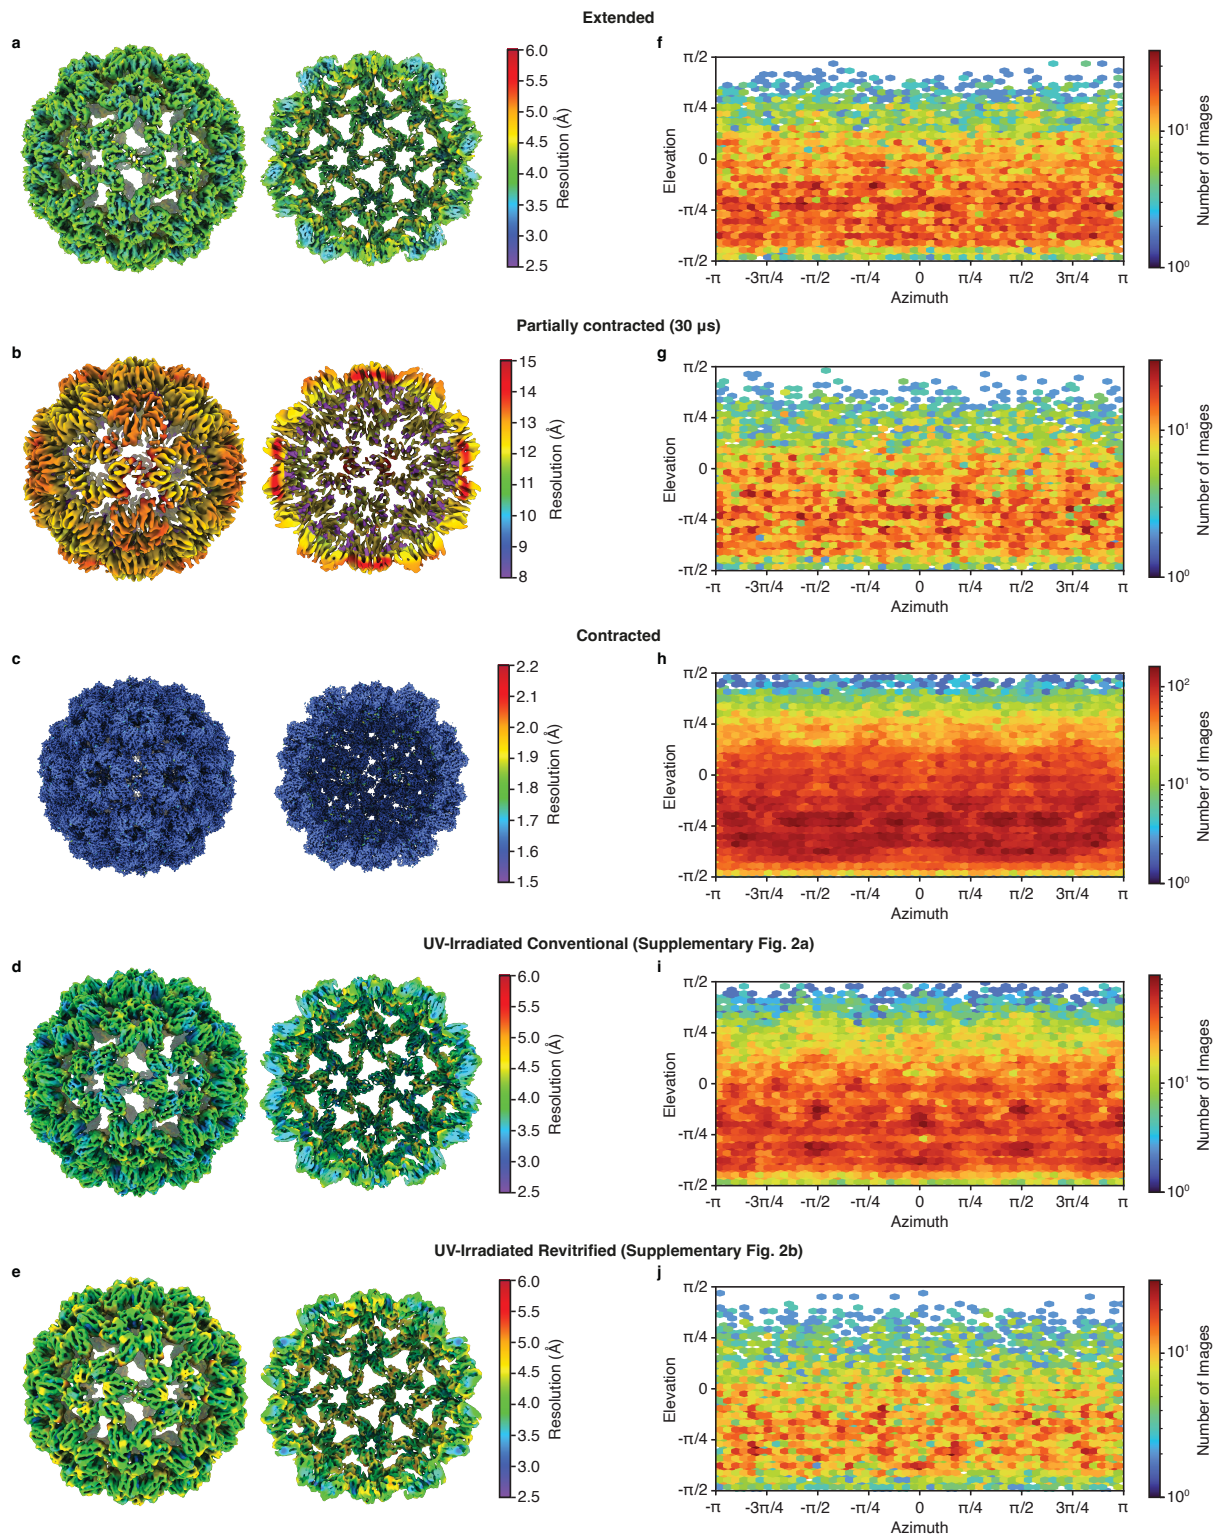 Extended
a
6.0
5.5
5.0
4.5
4.0
3.5
3.0
2.5
Resolution (Å)
f
π/2
π/4
0
-π/4
-π/2
Elevation
-π -3π/4 -π/2 -π/4 0 π/4 π/2 3π/4 π
Azimuth
10¹
10⁰
Number of Images
Partially contracted (30 µs)
b
15
14
13
12
11
10
9
8
Resolution (Å)
g
π/2
π/4
0
-π/4
-π/2
Elevation
-π -3π/4 -π/2 -π/4 0 π/4 π/2 3π/4 π
Azimuth
10¹
10⁰
Number of Images
Contracted
c
2.2
2.1
2.0
1.9
1.8
1.7
1.6
1.5
Resolution (Å)
h
π/2
π/4
0
-π/4
-π/2
Elevation
-π -3π/4 -π/2 -π/4 0 π/4 π/2 3π/4 π
Azimuth
10²
10¹
10⁰
Number of Images
UV-Irradiated Conventional (Supplementary Fig. 2a)
d
6.0
5.5
5.0
4.5
4.0
3.5
3.0
2.5
Resolution (Å)
i
π/2
π/4
0
-π/4
-π/2
Elevation
-π -3π/4 -π/2 -π/4 0 π/4 π/2 3π/4 π
Azimuth
10¹
10⁰
Number of Images
UV-Irradiated Revitrified (Supplementary Fig. 2b)
e
6.0
5.5
5.0
4.5
4.0
3.5
3.0
2.5
Resolution (Å)
j
π/2
π/4
0
-π/4
-π/2
Elevation
-π -3π/4 -π/2 -π/4 0 π/4 π/2 3π/4 π
Azimuth
10¹
10⁰
Number of Images